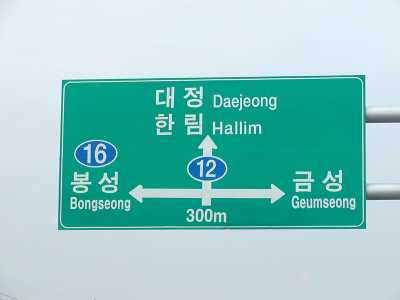 대정 Daejeong
한림 Hallim
16
12
봉성
Bongseong
금성
Geumseong
300m